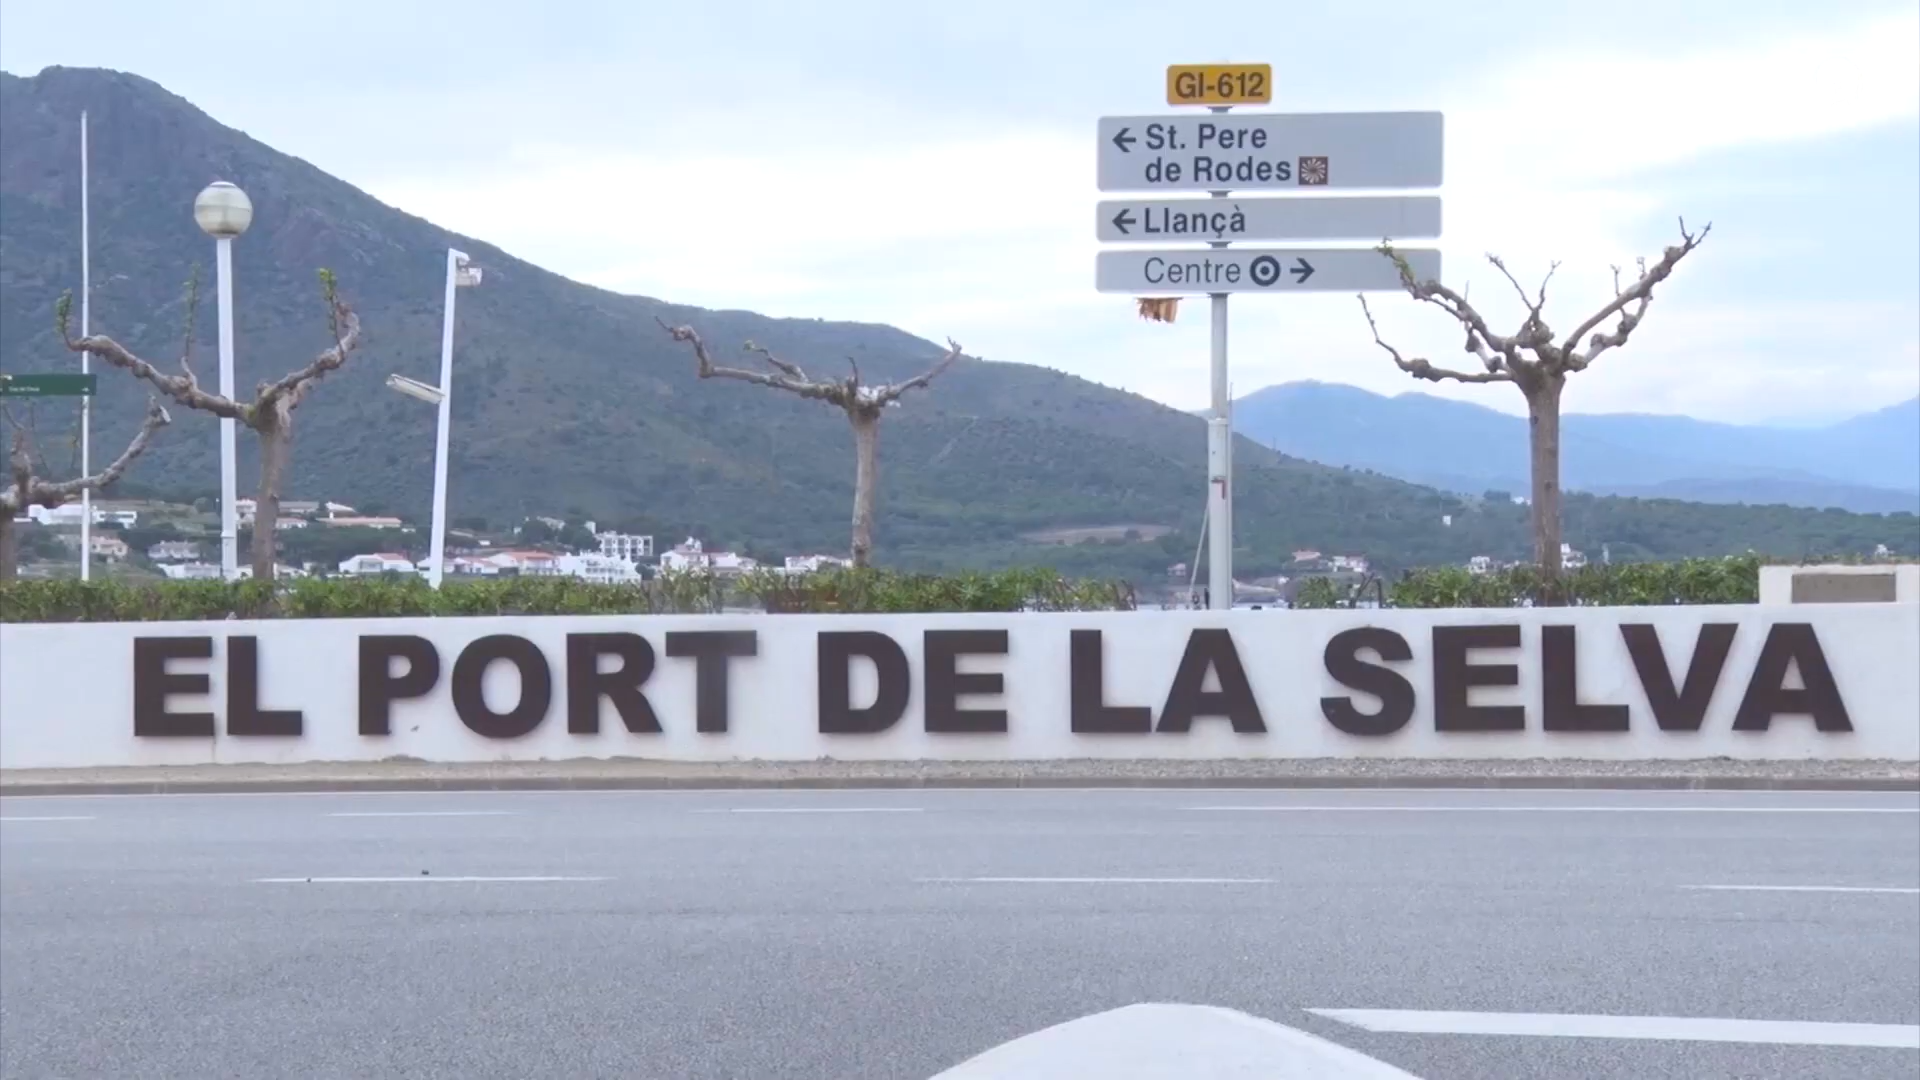 GI-612
St. Pere
de Rodes
Llançà
Centre
EL PORT DE LA SELVA